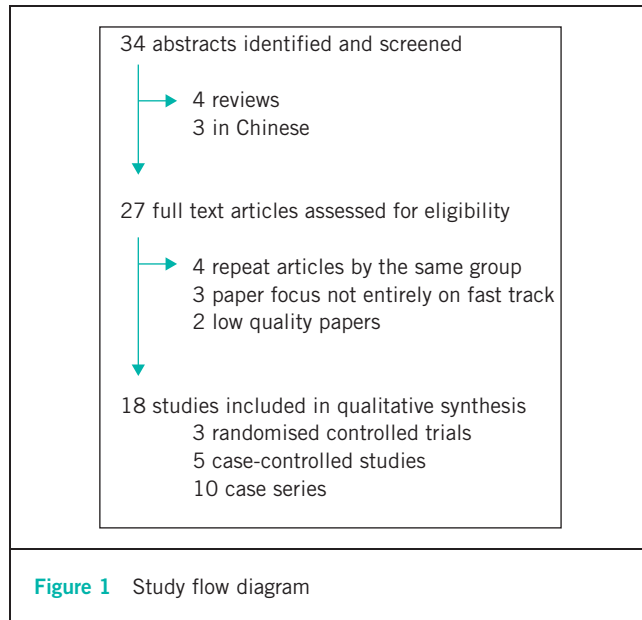 34 abstracts identified and screened
4 reviews
3 in Chinese
27 full text articles assessed for eligibility
4 repeat articles by the same group
3 paper focus not entirely on fast track
2 low quality papers
18 studies included in qualitative synthesis
3 randomised controlled trials
5 case-controlled studies
10 case series
Figure 1 Study flow diagram